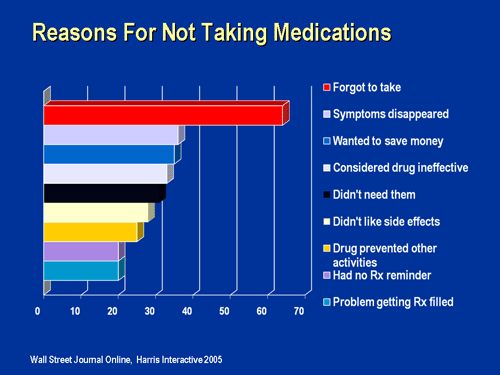 Reasons For Not Taking Medications
Forgot to take
Symptoms disappeared
Wanted to save money
Considered drug ineffective
Didn't need them
Didn't like side effects
Drug prevented other
activities
Had no Rx reminder
Problem getting Rx filled
0 10 20 30 40 50 60 70
Wall Street Journal Online, Harris Interactive 2005